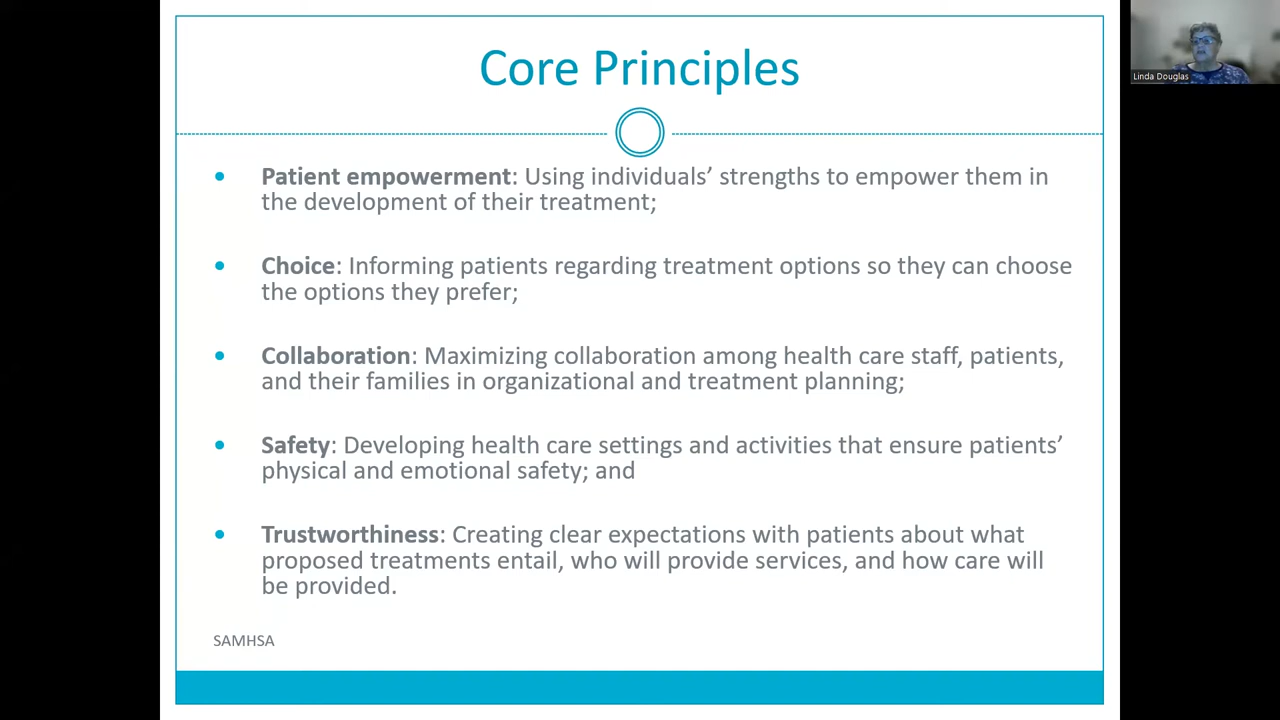 Core Principles
Linda Douglas
• Patient empowerment: Using individuals’ strengths to empower them in
the development of their treatment;
• Choice: Informing patients regarding treatment options so they can choose
the options they prefer;
• Collaboration: Maximizing collaboration among health care staff, patients,
and their families in organizational and treatment planning;
• Safety: Developing health care settings and activities that ensure patients’
physical and emotional safety; and
• Trustworthiness: Creating clear expectations with patients about what
proposed treatments entail, who will provide services, and how care will
be provided.
SAMHSA